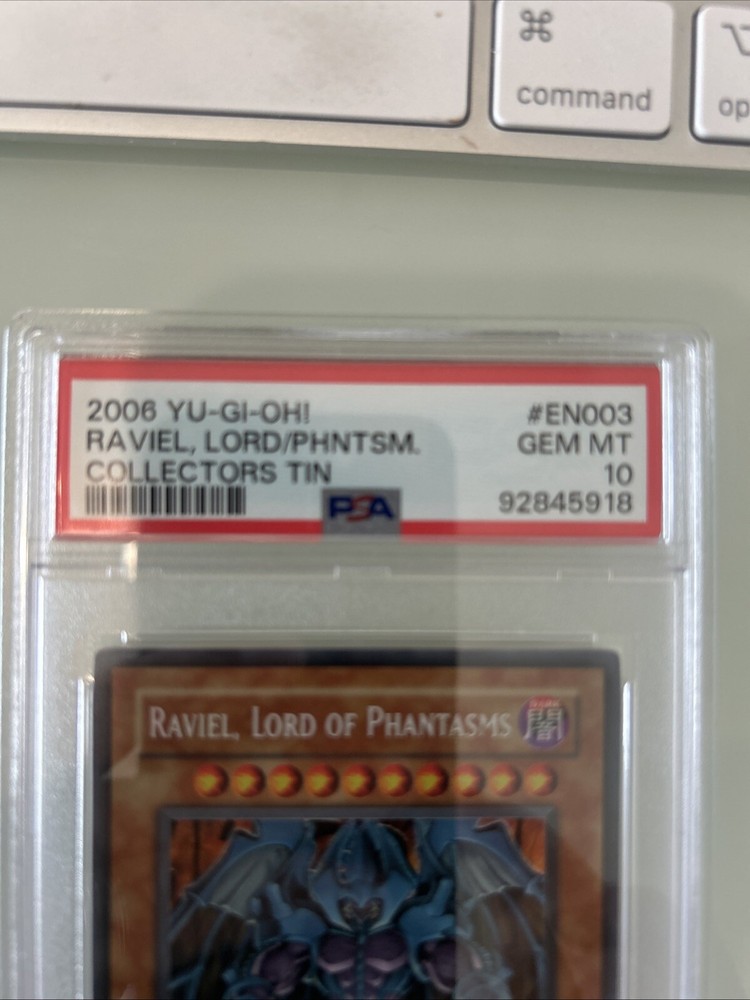 ⌘
command
⌥
op
2006 YU-GI-OH! #EN003
RAVIEL, LORD/PHNTSM. GEM MT
COLLECTORS TIN 10
PSA 92845918
RAVIEL, LORD OF PHANTASMS 闇